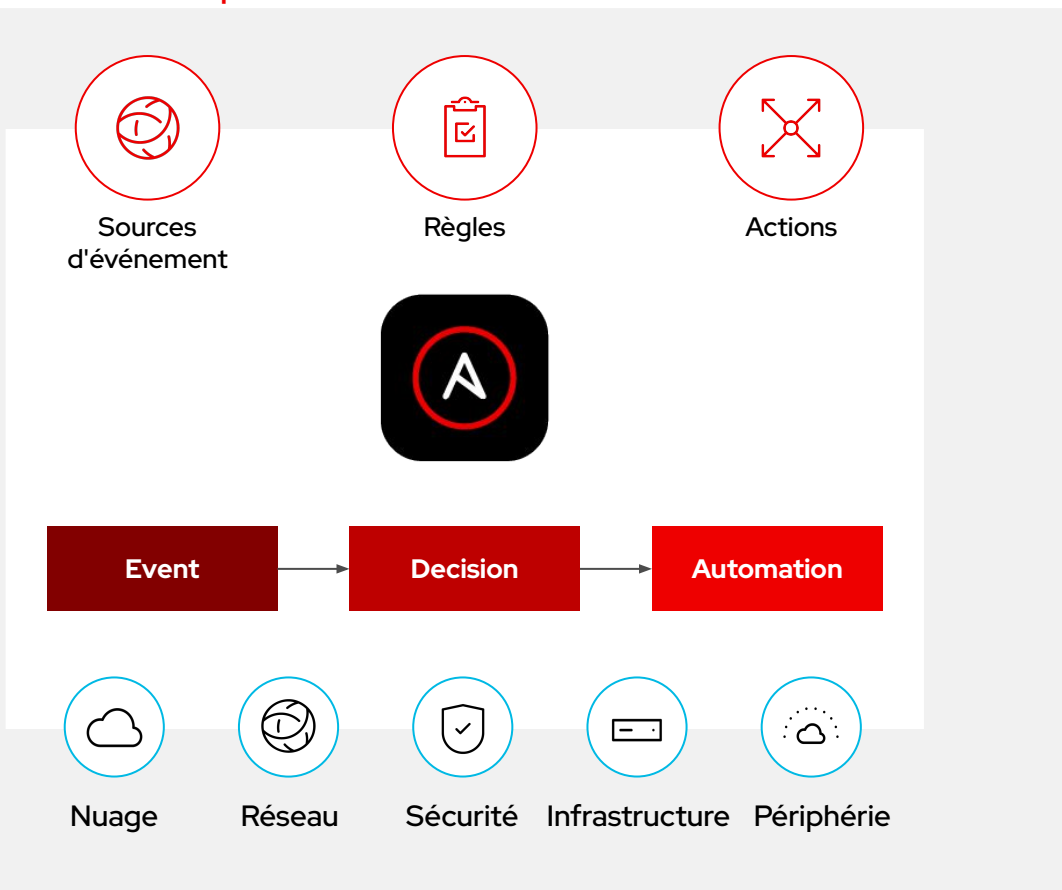 Sources
d'événement
Règles
Actions
Event
Decision
Automation
Nuage
Réseau
Sécurité
Infrastructure
Périphérie